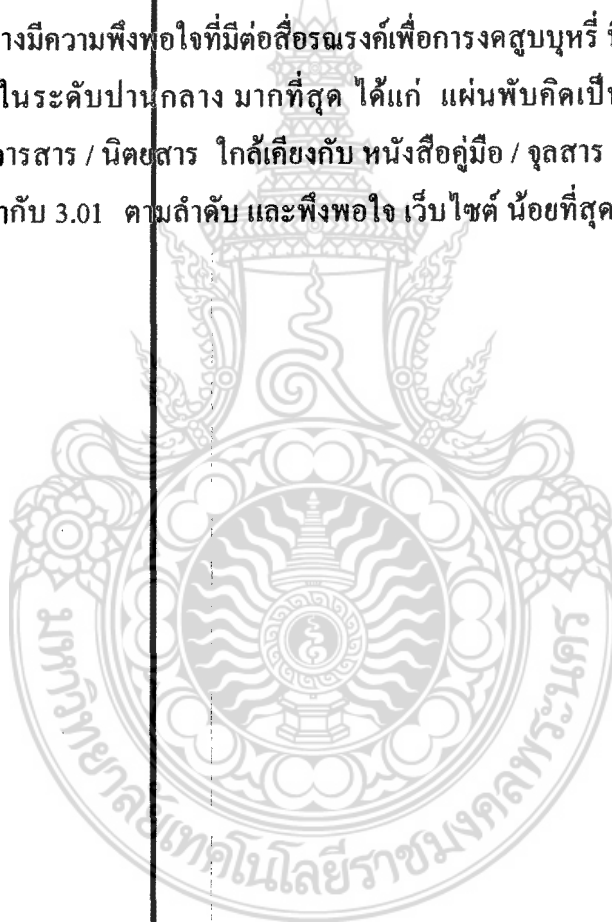 างมีความพึงพอใจที่มีต่อสื่อรณรงค์เพื่อการงดสูบบุหรี่
ในระดับปานกลาง มากที่สุด ได้แก่ แผ่นพับคิดเป็น
ารสาร / นิตยสาร ใกล้เคียงกับ หนังสือคู่มือ / จุลสาร
ากับ 3.01 ตามลำดับ และพึงพอใจ เว็บไซต์ น้อยที่สุด
มหาวิทยาลัยเทคโนโลยีราชมงคลพระนคร